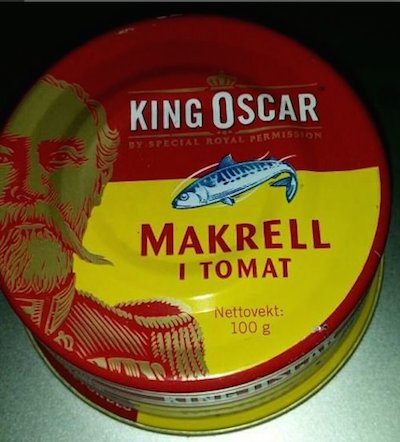 KING OSCAR
BY SPECIAL ROYAL PERMISSION
MAKRELL
I TOMAT
Nettovekt:
100 g